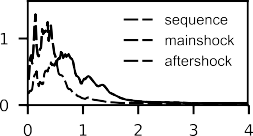 sequence
1
mainshock
aftershock
0
0 1 2 3 4